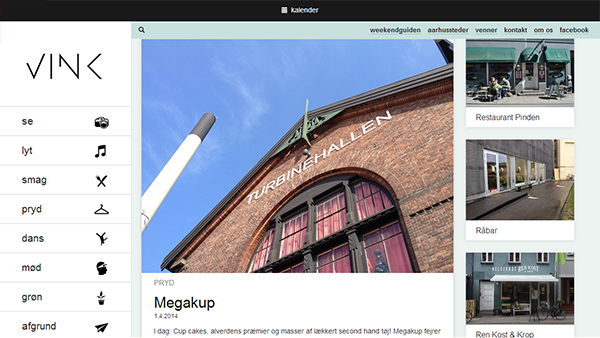 kalender
weekendguiden aarhussteder venner kontakt om os facebook
VINK
se
lyt
smag
pryd
dans
mød
grøn
afgrund
TURBINEHALLEN
PRYD
Megakup
1.4.2014
I dag: Cup cakes, alverdens præmier og masser af lækkert second hand tøj! Megakup fejrer
Restaurant Pinden
Råbar
Ren Kost & Krop